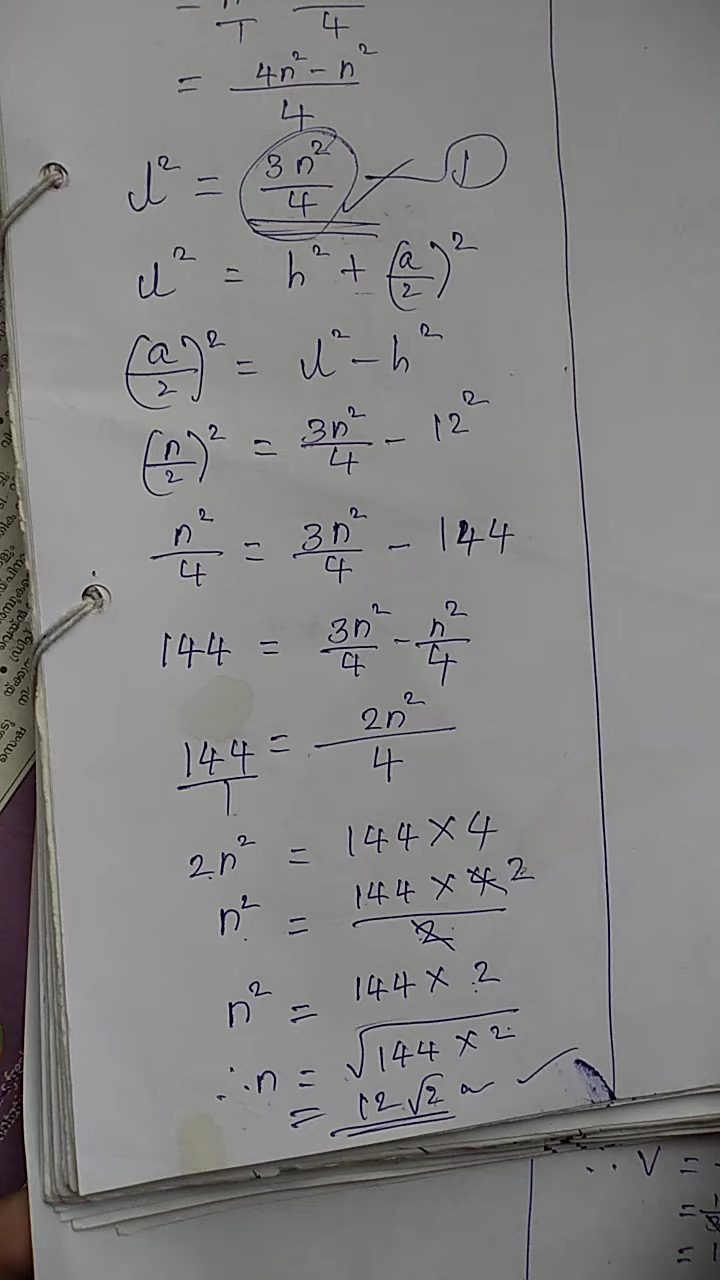 = 4n² - n² / 4
l² = 3n²/4 — 1
l² = h² + (a/2)²
(a/2)² = l² - h²
(n/2)² = 3n²/4 - 12²
n²/4 = 3n²/4 - 144
144 = 3n²/4 - n²/4
144/1 = 2n²/4
2n² = 144 × 4
n² = 144 × 4 2 / 2
n² = 144 × 2
∴ n = √144 × 2
= 12√2
∴ V =